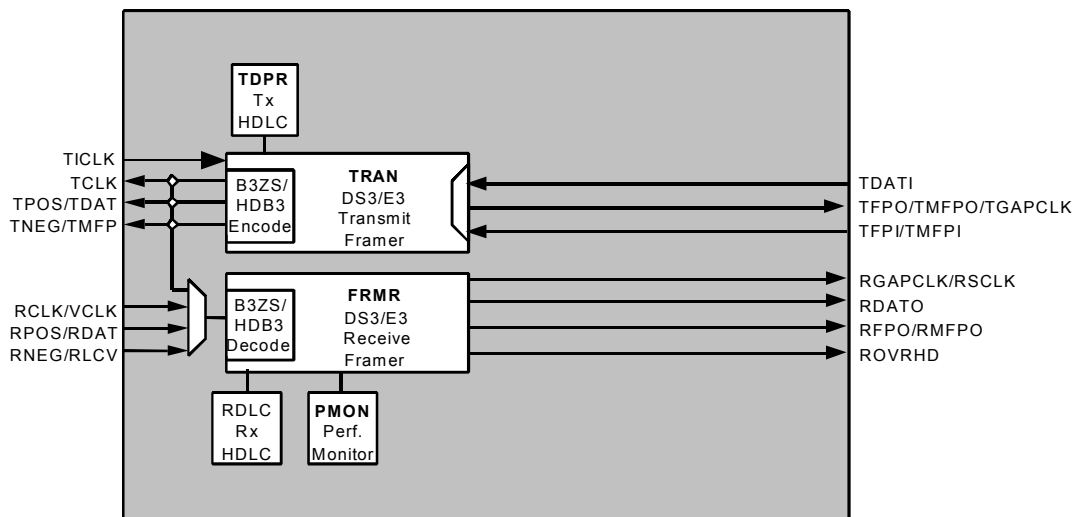 TDPR
Tx
HDLC
TICLK
TCLK
TPOS/TDAT
TNEG/TMFP
B3ZS/
HDB3
Encode
TRAN
DS3/E3
Transmit
Framer
TDATI
TFPO/TMFPO/TGAPCLK
TFPI/TMFPI
RCLK/VCLK
RPOS/RDAT
RNEG/RLCV
B3ZS/
HDB3
Decode
FRMR
DS3/E3
Receive
Framer
RGAPCLK/RSCLK
RDATO
RFPO/RMFPO
ROVRHD
RDLC
Rx
HDLC
PMON
Perf.
Monitor